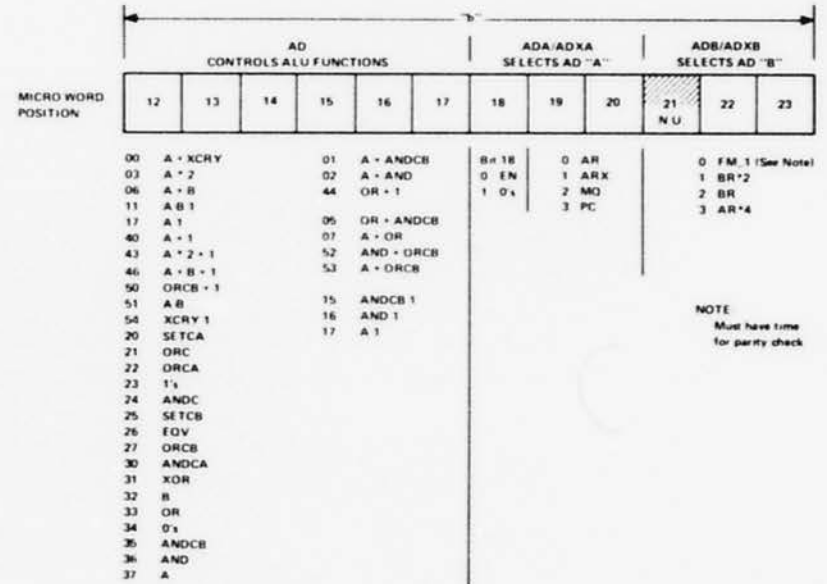 "b"
AD
CONTROLS ALU FUNCTIONS
ADA/ADXA
SELECTS AD "A"
ADB/ADXB
SELECTS AD "B"
MICRO WORD
POSITION
12 13 14 15 16 17 18 19 20 21 22 23
N.U.
00 A + XCRY
03 A * 2
06 A + B
11 A-B-1
17 A-1
40 A + 1
43 A * 2 + 1
46 A + B + 1
50 ORCB + 1
51 A-B
54 XCRY-1
20 SETCA
21 ORC
22 ORCA
23 1's
24 ANDC
25 SETCB
26 EQV
27 ORCB
30 ANDCA
31 XOR
32 B
33 OR
34 0's
35 ANDCB
36 AND
37 A
01 A + ANDCB
02 A + AND
44 OR + 1
05 OR + ANDCB
07 A + OR
52 AND + ORCB
53 A + ORCB
15 ANDCB-1
16 AND-1
17 A-1
Bit 18
0 EN
1 0's
0 AR
1 ARX
2 MQ
3 PC
0 FM_1 (See Note)
1 BR*2
2 BR
3 AR*4
NOTE
Must have time
for parity check